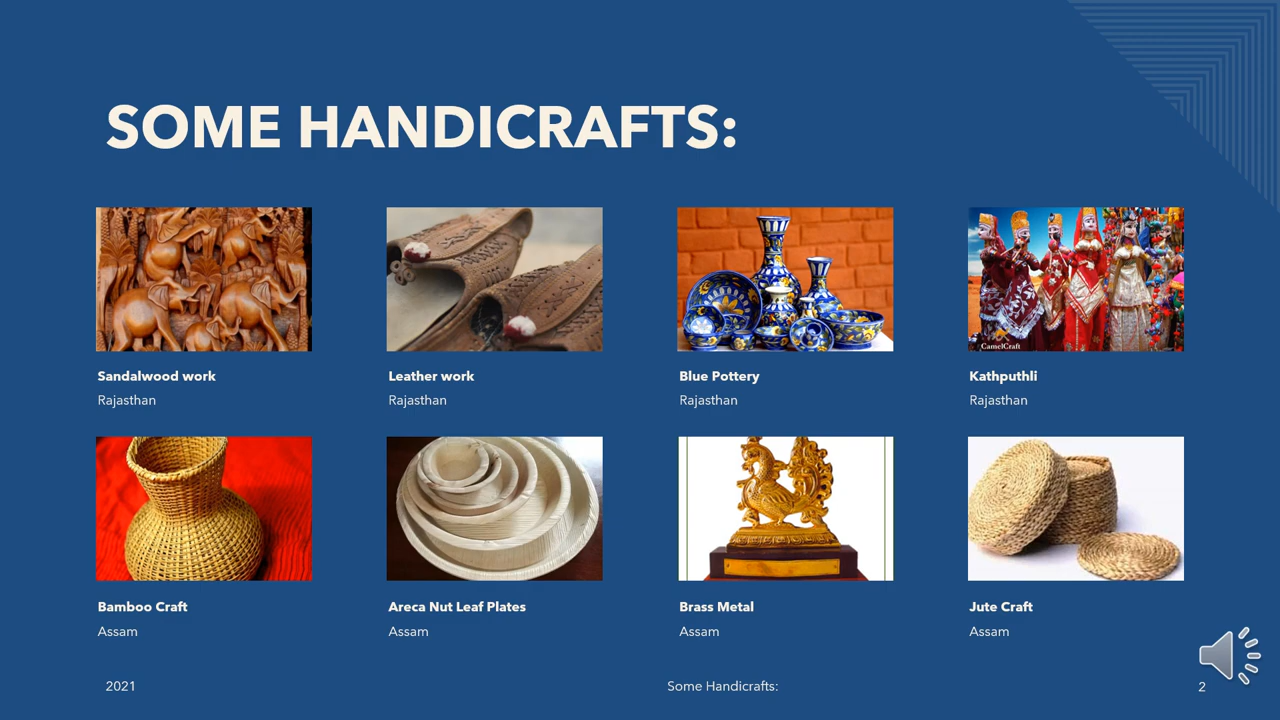 SOME HANDICRAFTS:
CamelCraft
Sandalwood work
Rajasthan
Leather work
Rajasthan
Blue Pottery
Rajasthan
Kathputhli
Rajasthan
Bamboo Craft
Assam
Areca Nut Leaf Plates
Assam
Brass Metal
Assam
Jute Craft
Assam
2021
Some Handicrafts:
2